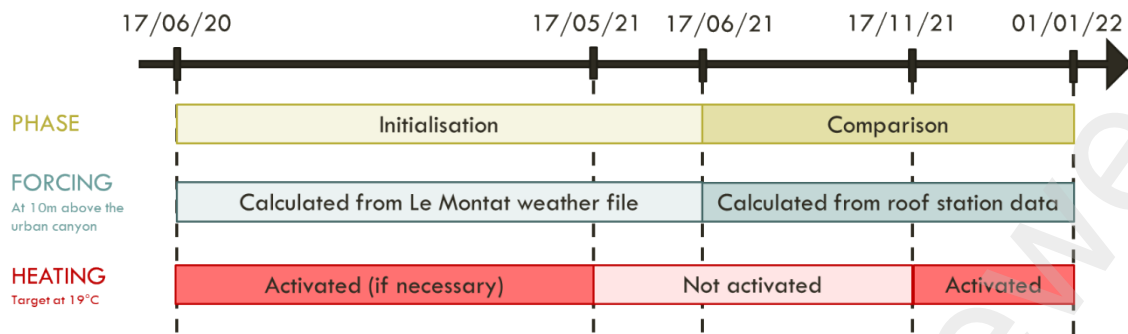 17/06/20 17/05/21 17/06/21 17/11/21 01/01/22
PHASE Initialisation Comparison
FORCING
At 10m above the
urban canyon
Calculated from Le Montat weather file Calculated from roof station data
HEATING
Target at 19°C
Activated (if necessary) Not activated Activated